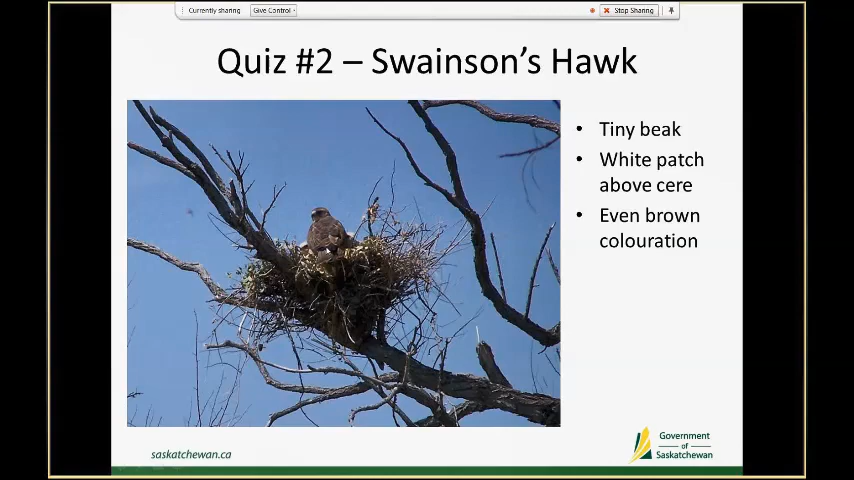 Currently sharing Give Control Stop Sharing
Quiz #2 – Swainson's Hawk
• Tiny beak
• White patch
above cere
• Even brown
colouration
Government
of
Saskatchewan
saskatchewan.ca